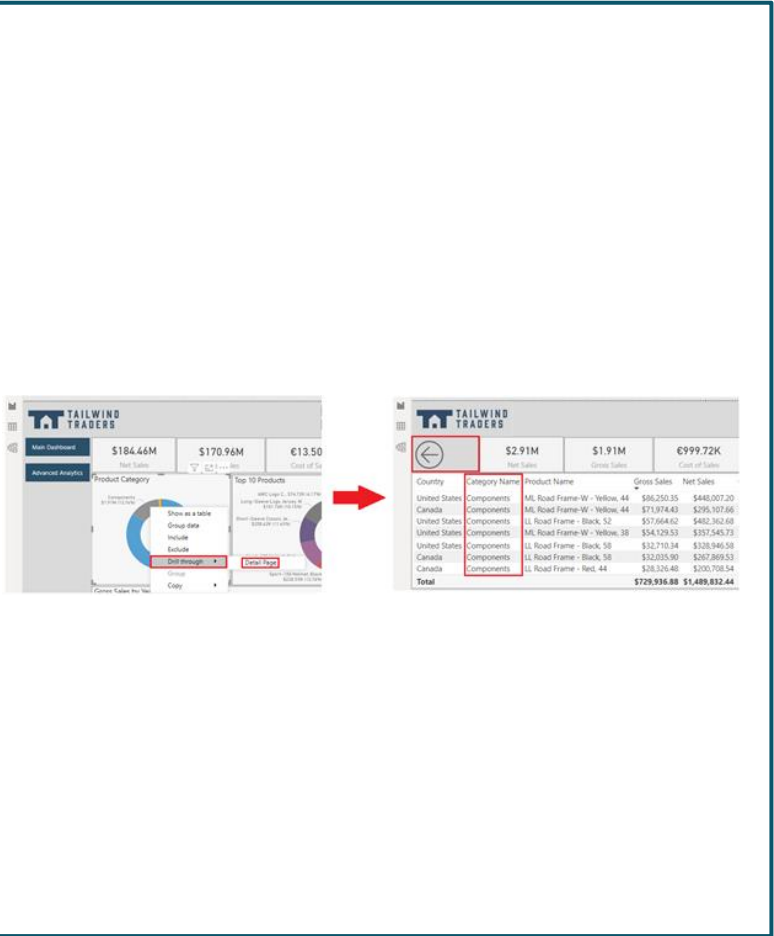 TAILWIND
TRADERS
Main Dashboard
Advanced Analytics
$184.46M
Net Sales
$170.96M
€13.50
Cost of Sa
Product Category
Components
Top 10 Products
Show as a table
Group data
Include
Exclude
Drill through
Detail Page
Group
Copy
Gross Sales by Ye
TAILWIND
TRADERS
$2.91M
Net Sales
$1.91M
Gross Sales
€999.72K
Cost of Sales
Country Category Name Product Name Gross Sales Net Sales
United States Components ML Road Frame-W - Yellow, 44 $86,250.35 $448,007.20
Canada Components ML Road Frame-W - Yellow, 44 $71,974.43 $295,107.66
United States Components LL Road Frame - Black, 52 $57,664.62 $482,362.68
United States Components ML Road Frame-W - Yellow, 38 $54,129.53 $357,545.73
United States Components LL Road Frame - Black, 58 $32,710.34 $328,946.58
Canada Components LL Road Frame - Black, 58 $32,035.90 $267,869.53
Canada Components LL Road Frame - Red, 44 $28,326.48 $200,708.54
Total $729,936.88 $1,489,832.44